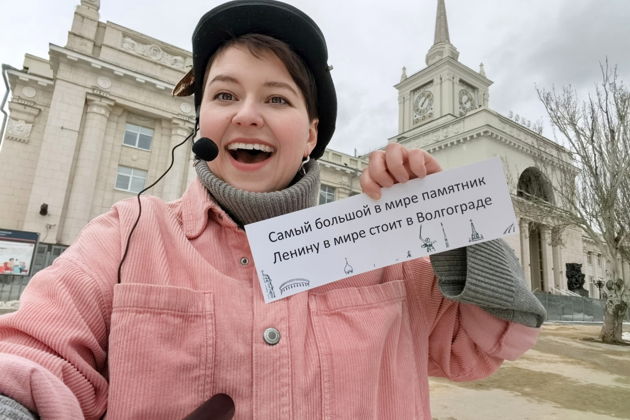 Самый большой в мире памятник
Ленину в мире стоит в Волгограде